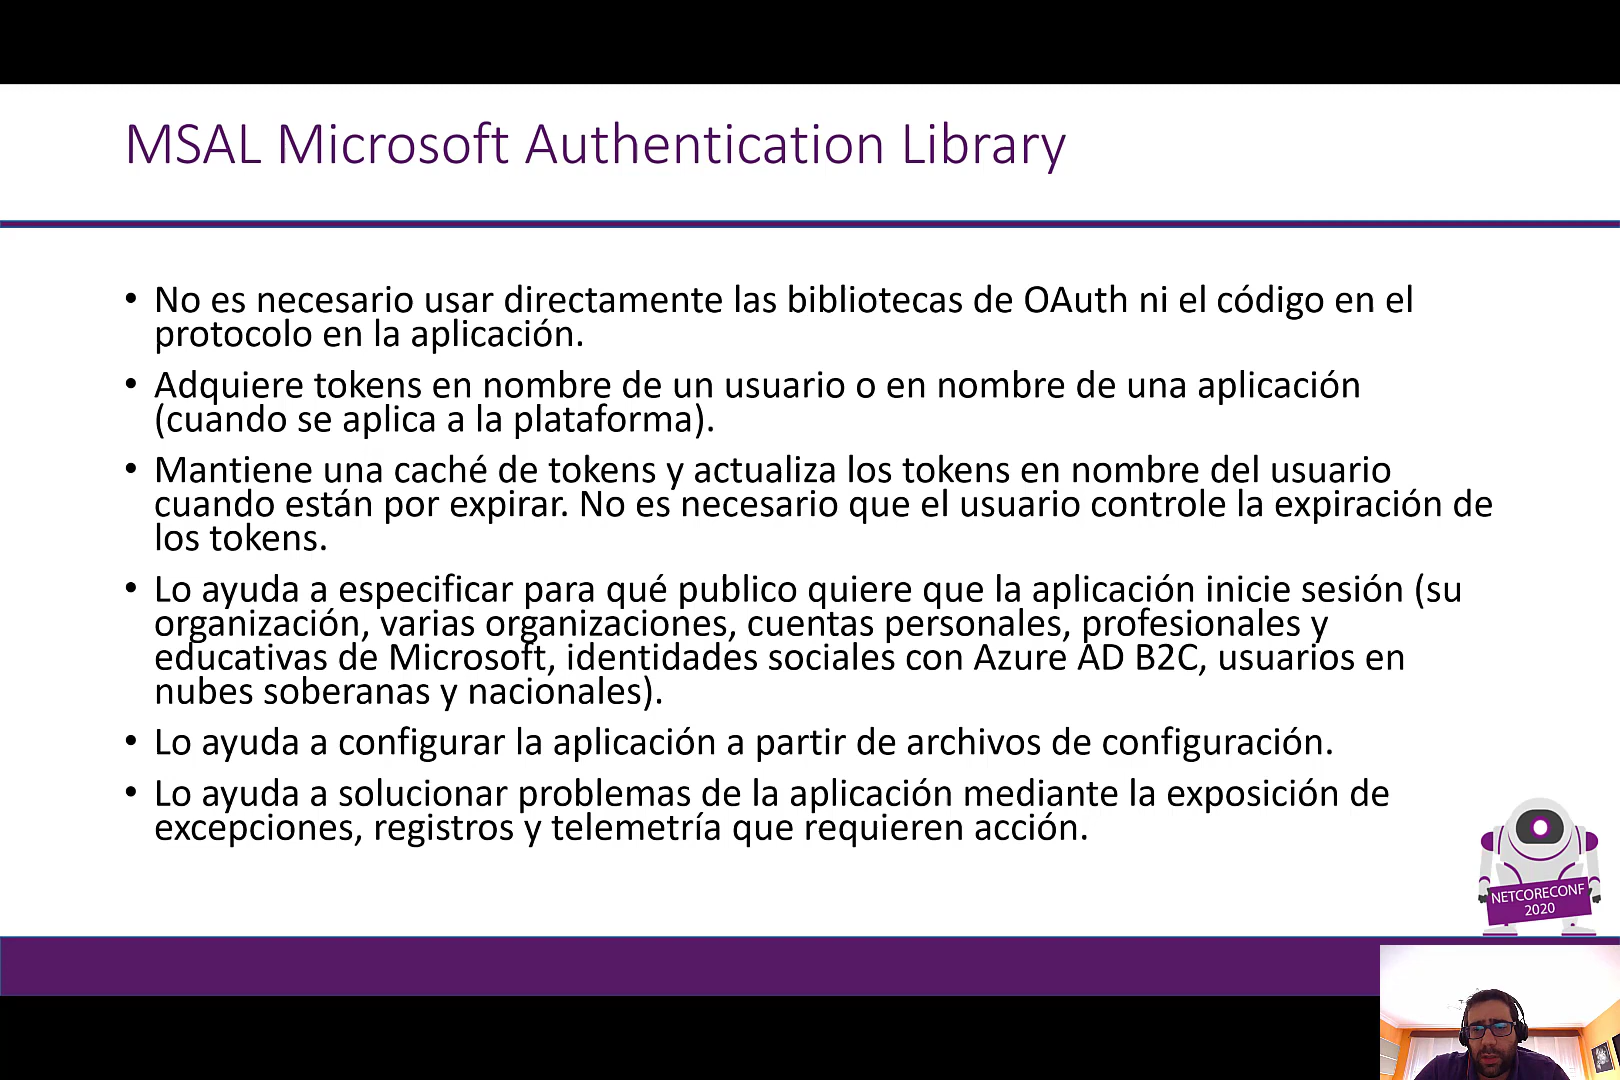 MSAL Microsoft Authentication Library
• No es necesario usar directamente las bibliotecas de OAuth ni el código en el
protocolo en la aplicación.
• Adquiere tokens en nombre de un usuario o en nombre de una aplicación
(cuando se aplica a la plataforma).
• Mantiene una caché de tokens y actualiza los tokens en nombre del usuario
cuando están por expirar. No es necesario que el usuario controle la expiración de
los tokens.
• Lo ayuda a especificar para qué publico quiere que la aplicación inicie sesión (su
organización, varias organizaciones, cuentas personales, profesionales y
educativas de Microsoft, identidades sociales con Azure AD B2C, usuarios en
nubes soberanas y nacionales).
• Lo ayuda a configurar la aplicación a partir de archivos de configuración.
• Lo ayuda a solucionar problemas de la aplicación mediante la exposición de
excepciones, registros y telemetría que requieren acción.
NETCORECONF
2020